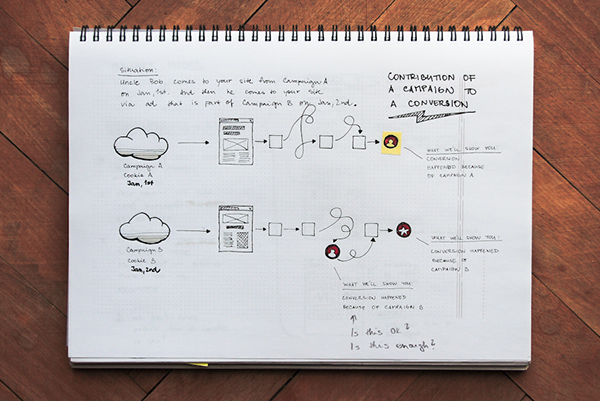 Situation:
Uncle Bob comes to your site from Campaign A
on Jan, 1st. And then he comes to your site
via ad that is part of Campaign B on Jan, 2nd.
CONTRIBUTION OF
A CAMPAIGN TO
A CONVERSION
Campaign A
Cookie A
Jan, 1st
WHAT WE'LL SHOW YOU:
CONVERSION
HAPPENED BECAUSE
OF CAMPAIGN A
Campaign B
Cookie B
Jan, 2nd
WHAT WE'LL SHOW YOU:
CONVERSION HAPPENED
BECAUSE OF
CAMPAIGN B
WHAT WE'LL SHOW YOU:
CONVERSION HAPPENED
BECAUSE OF CAMPAIGN B
Is this OK?
Is this enough?